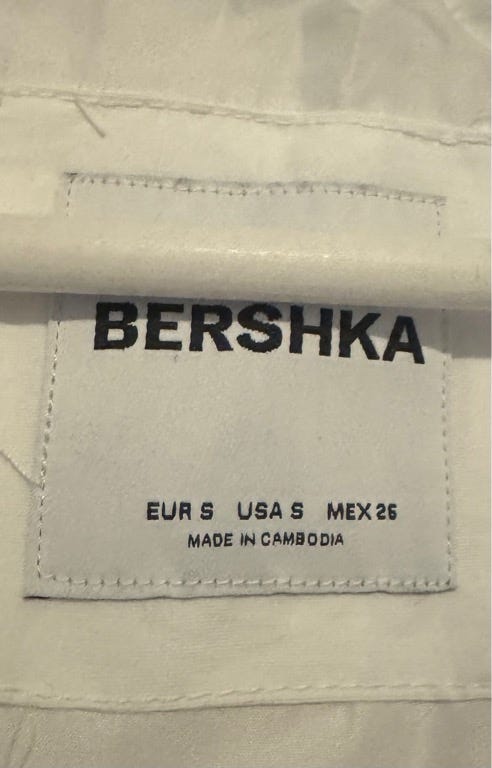 BERSHKA
EUR S USA S MEX 26
MADE IN CAMBODIA